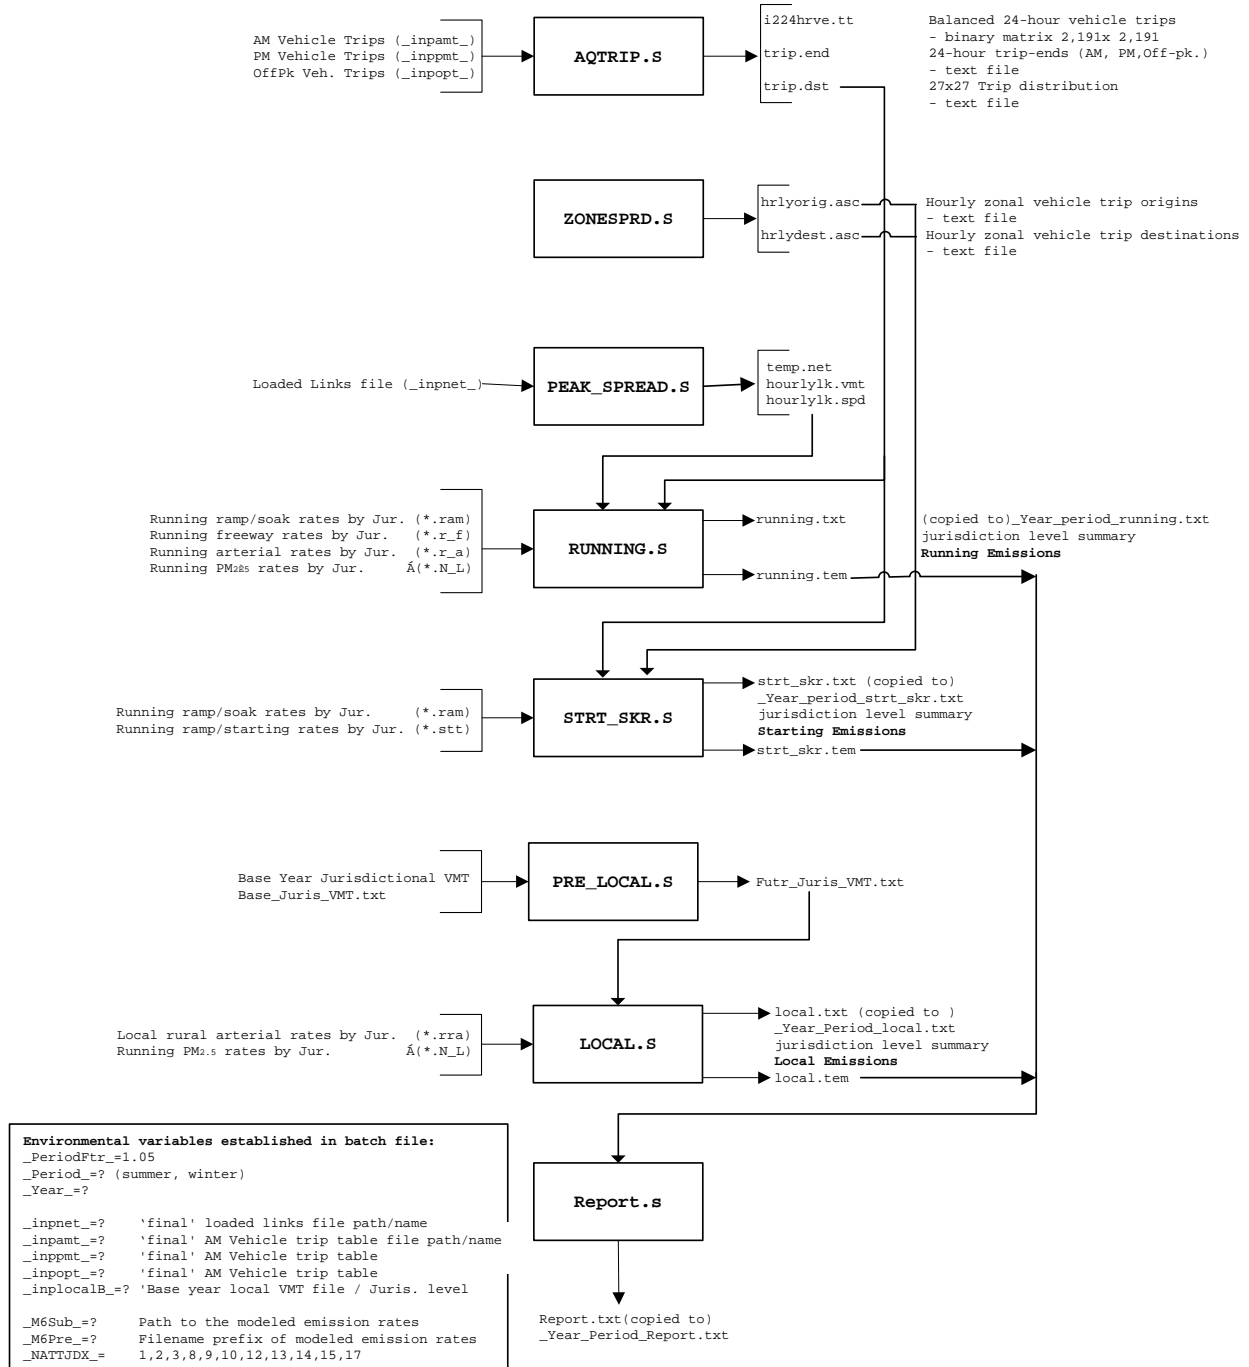 AM Vehicle Trips (_inpamt_)
PM Vehicle Trips (_inppmt_)
OffPk Veh. Trips (_inpopt_)
AQTRIP.S
i224hrve.tt Balanced 24-hour vehicle trips
- binary matrix 2,191x 2,191
trip.end 24-hour trip-ends (AM, PM,Off-pk.)
- text file
trip.dst 27x27 Trip distribution
- text file
ZONESPRD.S
hrlyorig.asc Hourly zonal vehicle trip origins
- text file
hrlydest.asc Hourly zonal vehicle trip destinations
- text file
Loaded Links file (_inpnet_)
PEAK_SPREAD.S
temp.net
hourlylk.vmt
hourlylk.spd
Running ramp/soak rates by Jur. (*.ram)
Running freeway rates by Jur. (*.r_f)
Running arterial rates by Jur. (*.r_a)
Running rates by Jur. Á(*.N_L)
RUNNING.S
running.txt (copied to)_Year_period_running.txt
jurisdiction level summary
Running Emissions
running.tem
Running ramp/soak rates by Jur. (*.ram)
Running ramp/starting rates by Jur. (*.stt)
STRT_SKR.S
strt_skr.txt (copied to)
_Year_period_strt_skr.txt
jurisdiction level summary
Starting Emissions
strt_skr.tem
Base Year Jurisdictional VMT
Base_Juris_VMT.txt
PRE_LOCAL.S
Futr_Juris_VMT.txt
Local rural arterial rates by Jur. (*.rra)
Running PM2.5 rates by Jur. Á(*.N_L)
LOCAL.S
local.txt (copied to )
_Year_Period_local.txt
jurisdiction level summary
Local Emissions
local.tem
Environmental variables established in batch file:
_PeriodFtr_=1.05
_Period_=? (summer, winter)
_Year_=?
_inpnet_=? 'final' loaded links file path/name
_inpamt_=? 'final' AM Vehicle trip table file path/name
_inppmt_=? 'final' AM Vehicle trip table
_inpopt_=? 'final' AM Vehicle trip table
_inplocalB_=? 'Base year local VMT file / Juris. level
_M6Sub_=? Path to the modeled emission rates
_M6Pre_=? Filename prefix of modeled emission rates
_NATTJDX_= 1,2,3,8,9,10,12,13,14,15,17
Report.s
Report.txt(copied to)
_Year_Period_Report.txt